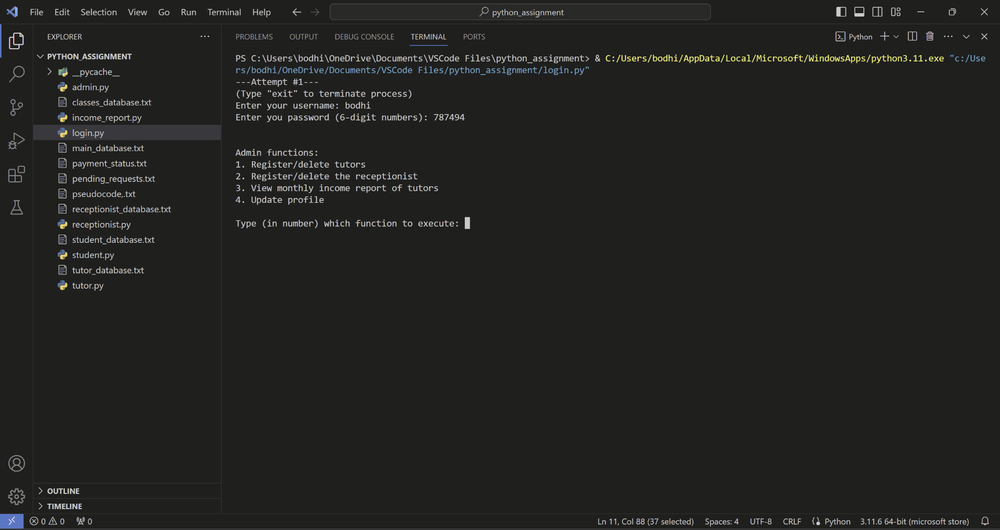 File Edit Selection View Go Run Terminal Help python_assignment
EXPLORER
PYTHON_ASSIGNMENT
__pycache__
admin.py
classes_database.txt
income_report.py
login.py
main_database.txt
payment_status.txt
pending_requests.txt
pseudocode,.txt
receptionist_database.txt
receptionist.py
student_database.txt
student.py
tutor_database.txt
tutor.py
OUTLINE
TIMELINE
PROBLEMS OUTPUT DEBUG CONSOLE TERMINAL PORTS Python
PS C:\Users\bodhi\OneDrive\Documents\VSCode Files\python_assignment> & C:/Users/bodhi/AppData/Local/Microsoft/WindowsApps/python3.11.exe "c:/Use
rs/bodhi/OneDrive/Documents/VSCode Files/python_assignment/login.py"
---Attempt #1---
(Type "exit" to terminate process)
Enter your username: bodhi
Enter you password (6-digit numbers): 787494
Admin functions:
1. Register/delete tutors
2. Register/delete the receptionist
3. View monthly income report of tutors
4. Update profile
Type (in number) which function to execute:
0 0 0 Ln 11, Col 88 (37 selected) Spaces: 4 UTF-8 CRLF Python 3.11.6 64-bit (microsoft store)